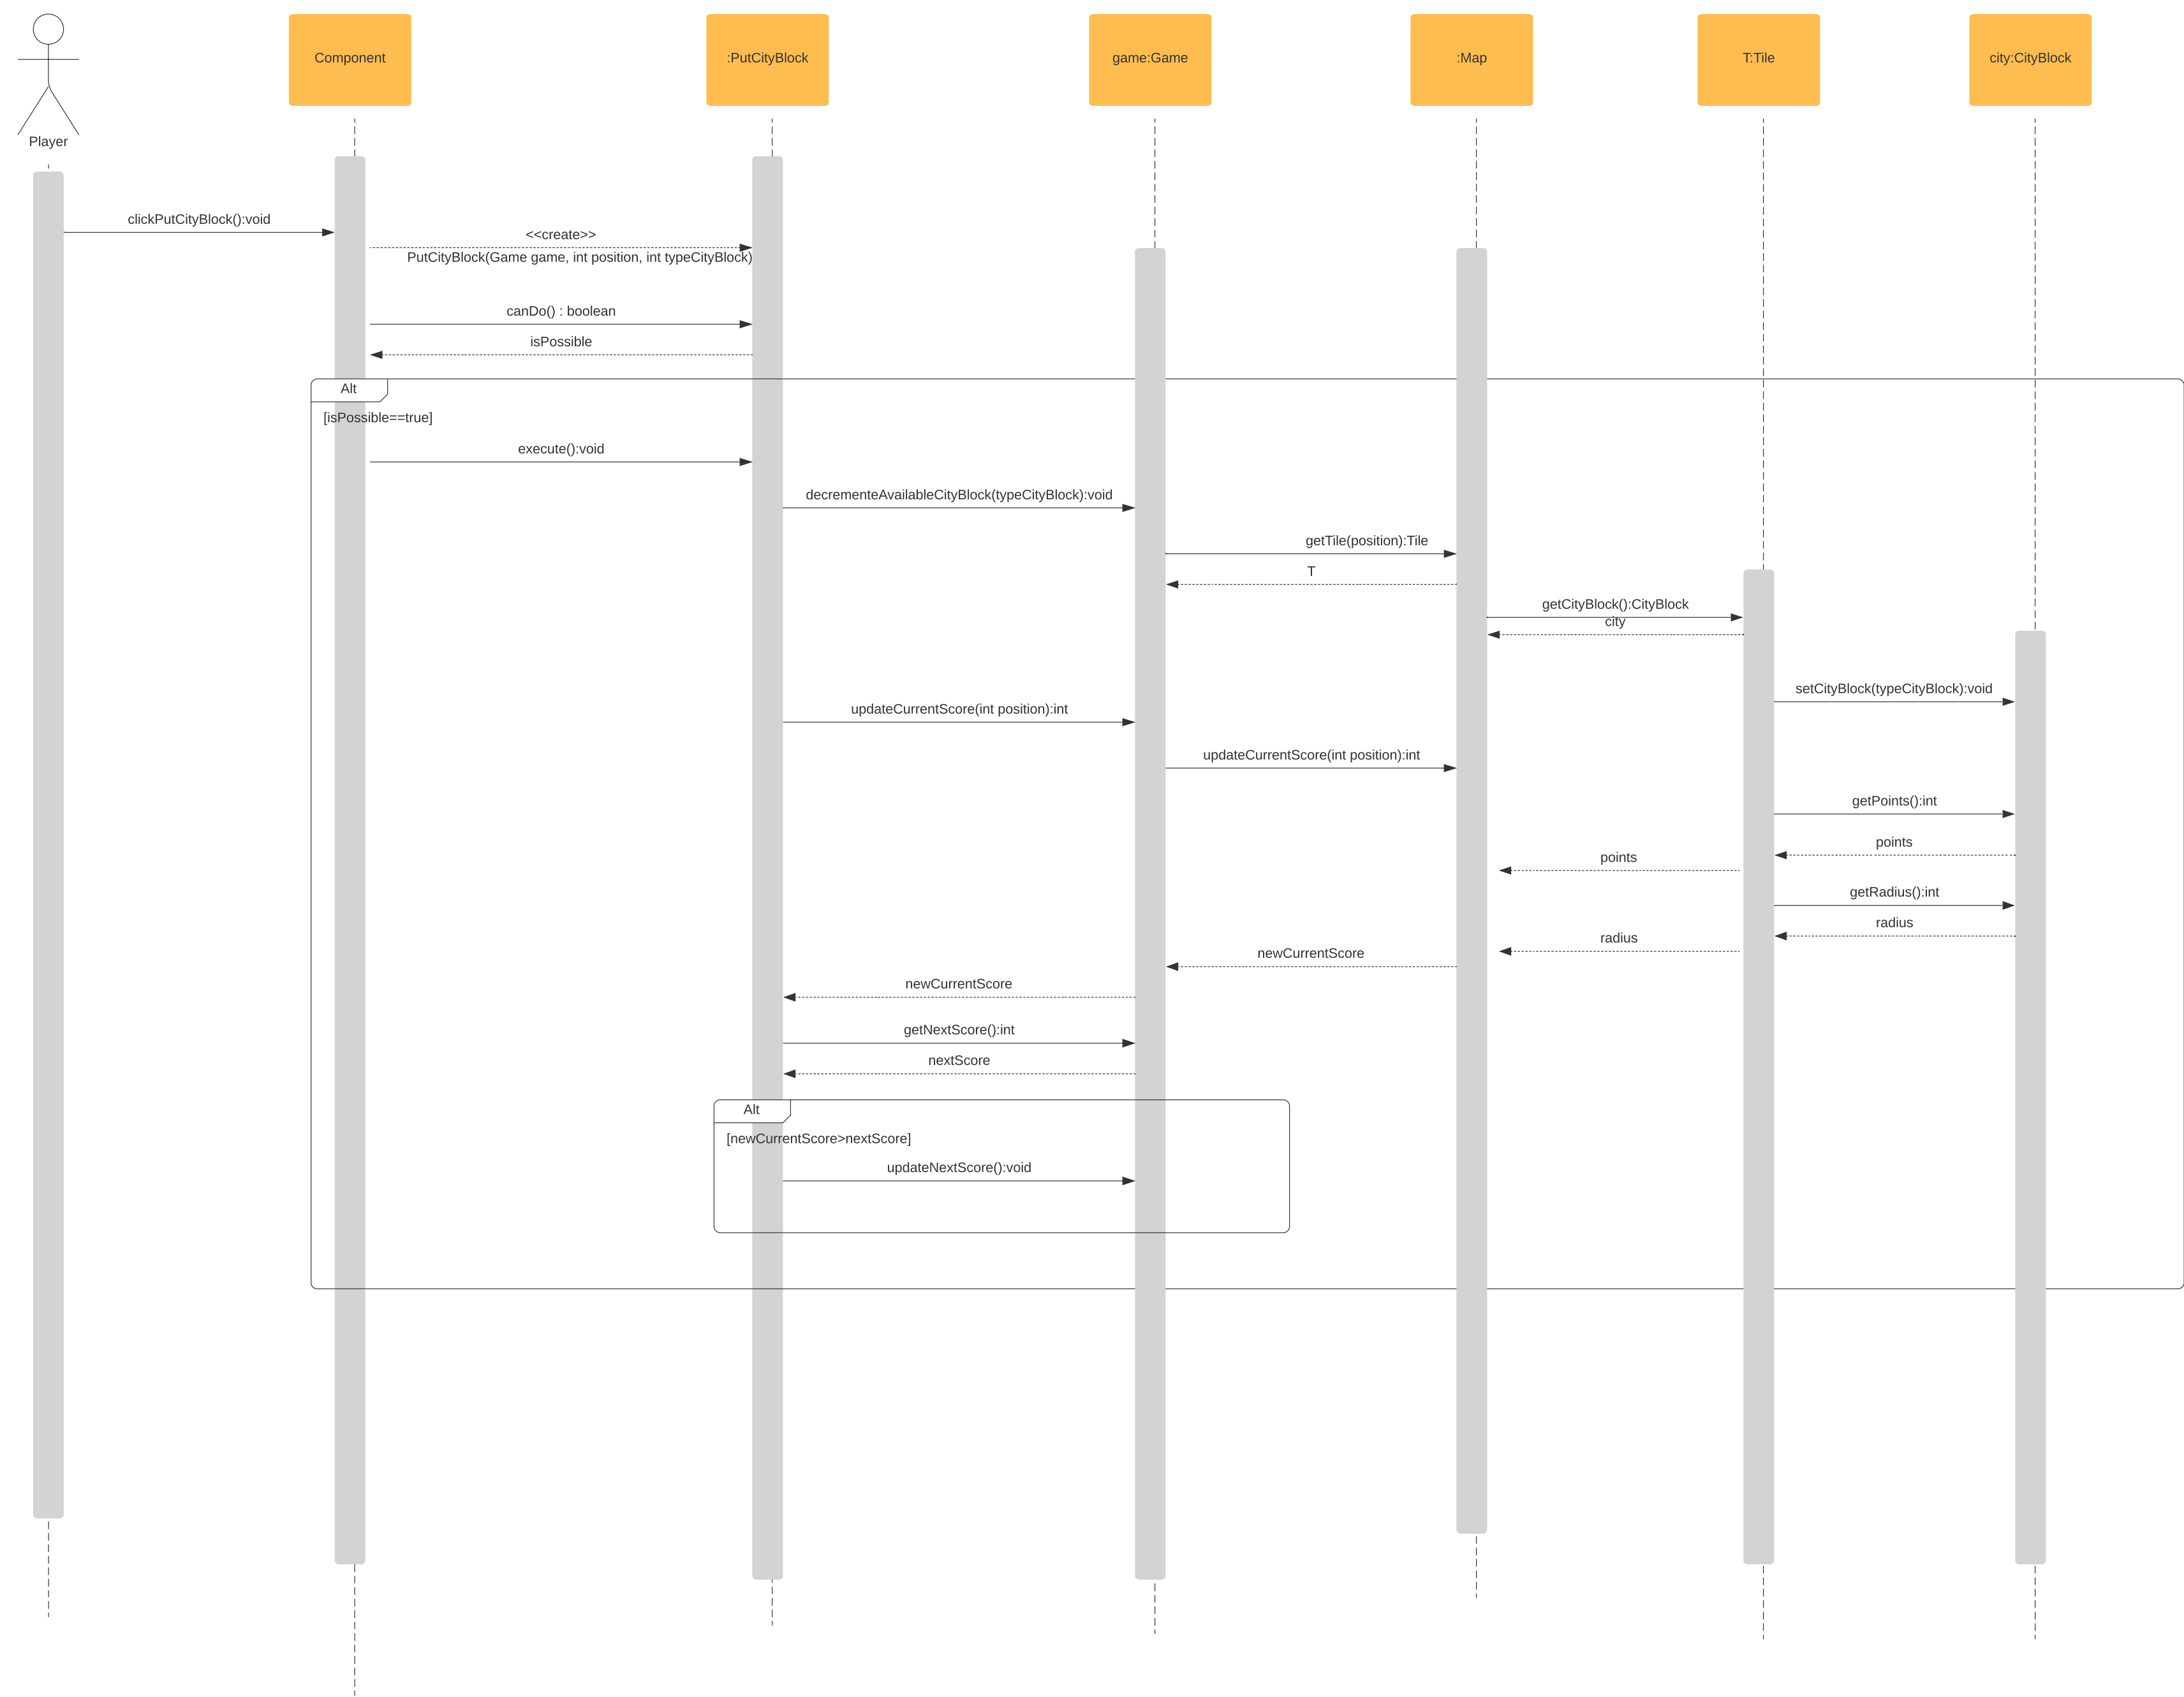 Player
Component
:PutCityBlock
game:Game
:Map
T:Tile
city:CityBlock
clickPutCityBlock():void
<<create>>
PutCityBlock(Game game, int position, int typeCityBlock)
canDo() : boolean
isPossible
Alt
[isPossible==true]
execute():void
decrementeAvailableCityBlock(typeCityBlock):void
getTile(position):Tile
T
getCityBlock():CityBlock
city
setCityBlock(typeCityBlock):void
updateCurrentScore(int position):int
updateCurrentScore(int position):int
getPoints():int
points
points
getRadius():int
radius
radius
newCurrentScore
newCurrentScore
getNextScore():int
nextScore
Alt
[newCurrentScore>nextScore]
updateNextScore():void